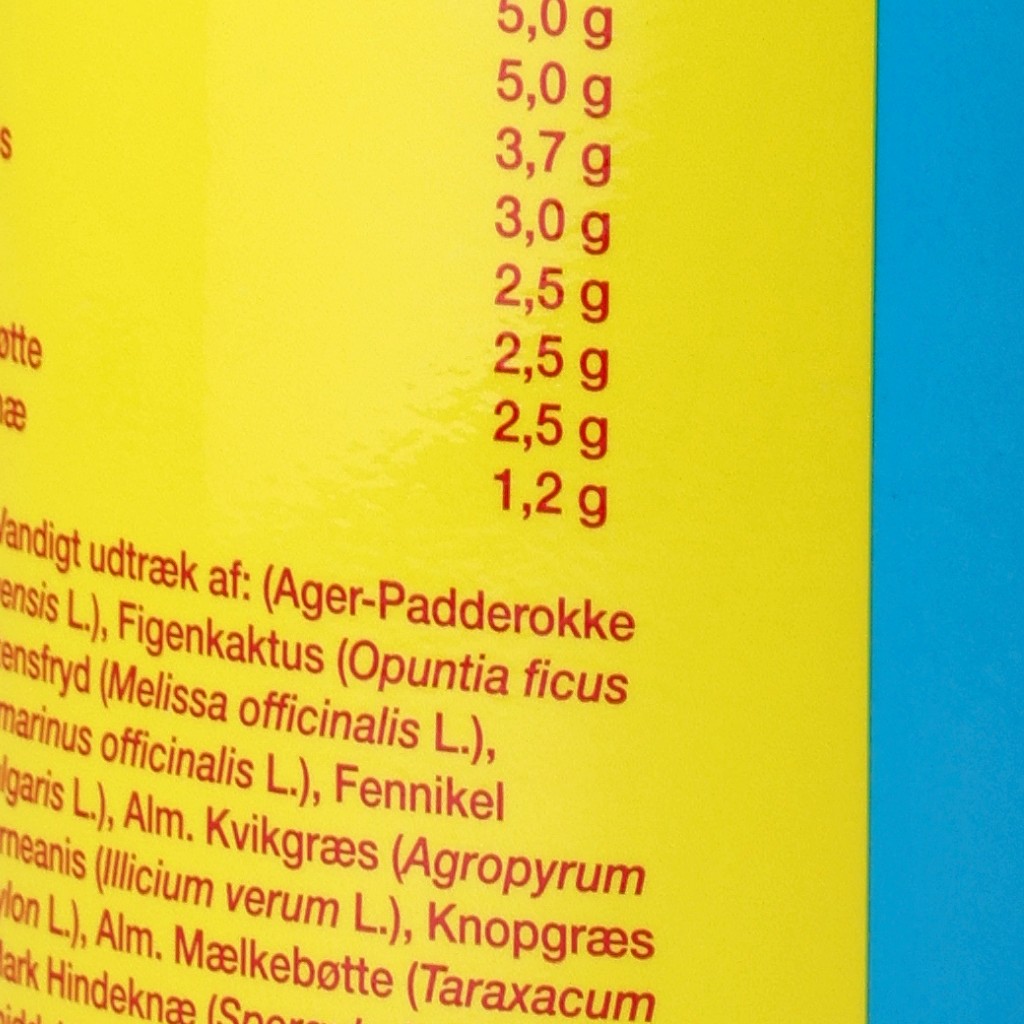 5,0 g
5,0 g
3,7 g
3,0 g
2,5 g
øtte 2,5 g
2,5 g
1,2 g
Vandigt udtræk af: (Ager-Padderokke
ensis L.), Figenkaktus (Opuntia ficus
ensfryd (Melissa officinalis L.),
marinus officinalis L.), Fennikel
lgaris L.), Alm. Kvikgræs (Agropyrum
rneanis (Illicium verum L.), Knopgræs
ylon L.), Alm. Mælkebøtte (Taraxacum
Mark Hindeknæ